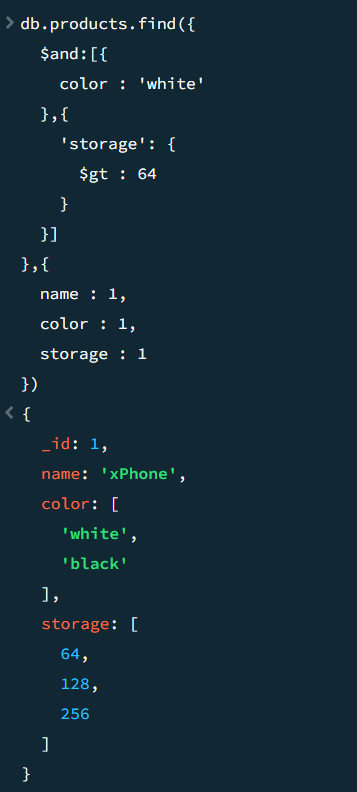 db.products.find({
$and:[{
color : 'white'
},{
'storage': {
$gt : 64
}
}]
},{
name : 1,
color : 1,
storage : 1
})
{
_id: 1,
name: 'xPhone',
color: [
'white',
'black'
],
storage: [
64,
128,
256
]
}